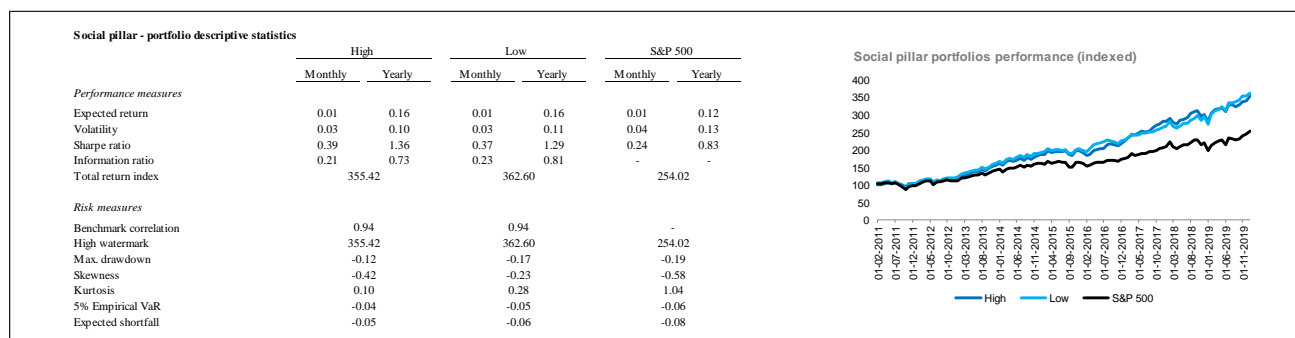 Social pillar - portfolio descriptive statistics
High Low S&P 500
Monthly Yearly Monthly Yearly Monthly Yearly
Performance measures
Expected return 0.01 0.16 0.01 0.16 0.01 0.12
Volatility 0.03 0.10 0.03 0.11 0.04 0.13
Sharpe ratio 0.39 1.36 0.37 1.29 0.24 0.83
Information ratio 0.21 0.73 0.23 0.81 - -
Total return index 355.42 362.60 254.02
Risk measures
Benchmark correlation 0.94 0.94 -
High watermark 355.42 362.60 254.02
Max. drawdown -0.12 -0.17 -0.19
Skewness -0.42 -0.23 -0.58
Kurtosis 0.10 0.28 1.04
5% Empirical VaR -0.04 -0.05 -0.06
Expected shortfall -0.05 -0.06 -0.08
Social pillar portfolios performance (indexed)
400
350
300
250
200
150
100
50
0
01-02-2011
01-07-2011
01-12-2011
01-05-2012
01-10-2012
01-03-2013
01-08-2013
01-01-2014
01-06-2014
01-11-2014
01-04-2015
01-09-2015
01-02-2016
01-07-2016
01-12-2016
01-05-2017
01-10-2017
01-03-2018
01-08-2018
01-01-2019
01-06-2019
01-11-2019
High Low S&P 500